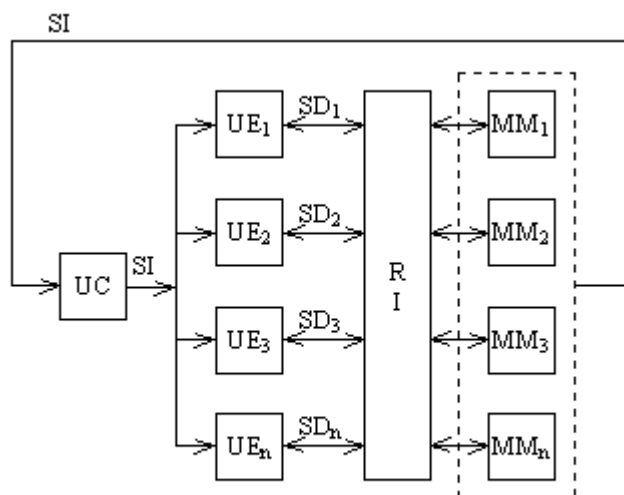 SI
UE₁ SD₁ MM₁
UE₂ SD₂ MM₂
UC SI
R
I
UE₃ SD₃ MM₃
UEₙ SDₙ MMₙ